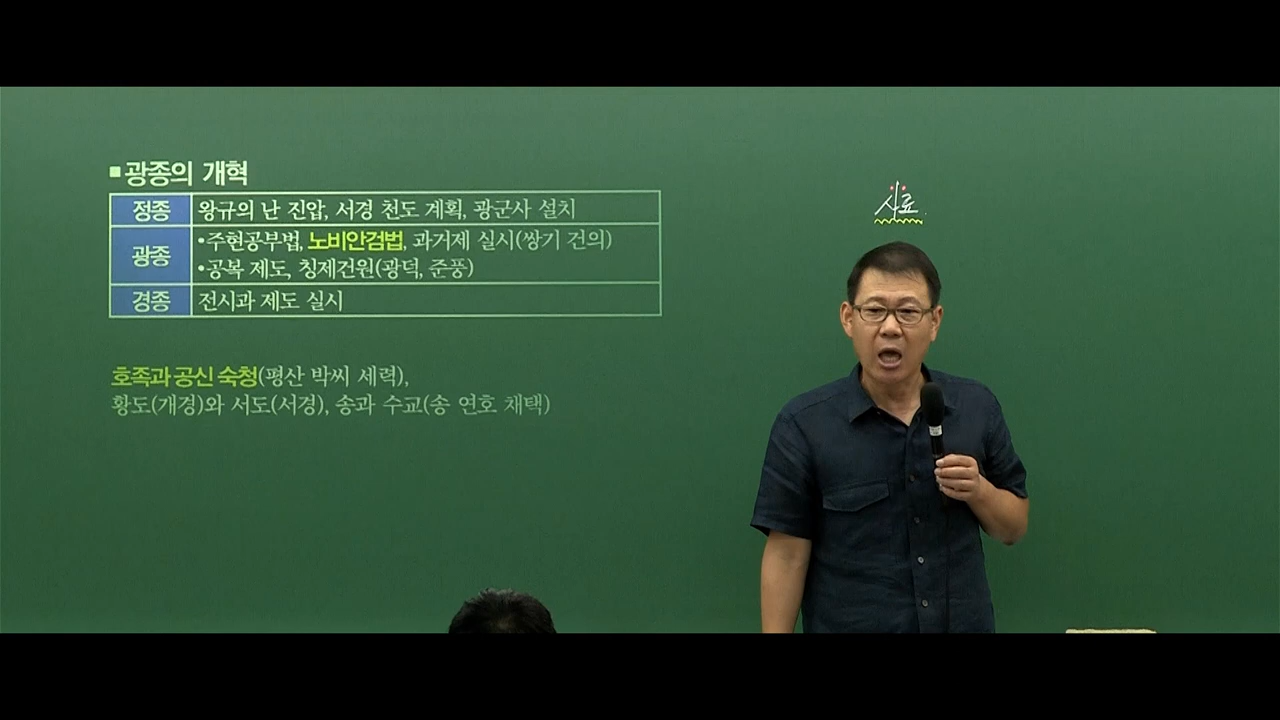 ▪광종의 개혁
정종 왕규의 난 진압, 서경 천도 계획, 광군사 설치
광종 •주현공부법, 노비안검법, 과거제 실시(쌍기 건의)
•공복 제도, 칭제건원(광덕, 준풍)
경종 전시과 제도 실시
호족과 공신 숙청(평산 박씨 세력),
황도(개경)와 서도(서경), 송과 수교(송 연호 채택)
사료